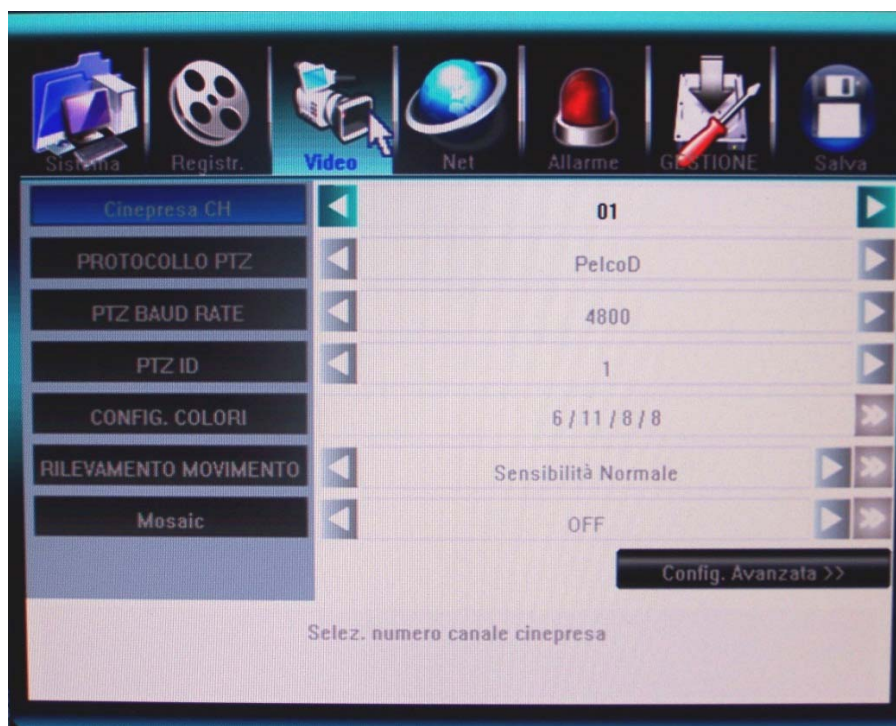 Sistema Registr. Video Net Allarme GESTIONE Salva
Cinepresa CH 01
PROTOCOLLO PTZ PelcoD
PTZ BAUD RATE 4800
PTZ ID 1
CONFIG. COLORI 6 / 11 / 8 / 8
RILEVAMENTO MOVIMENTO Sensibilità Normale
Mosaic OFF
Config. Avanzata >>
Selez. numero canale cinepresa